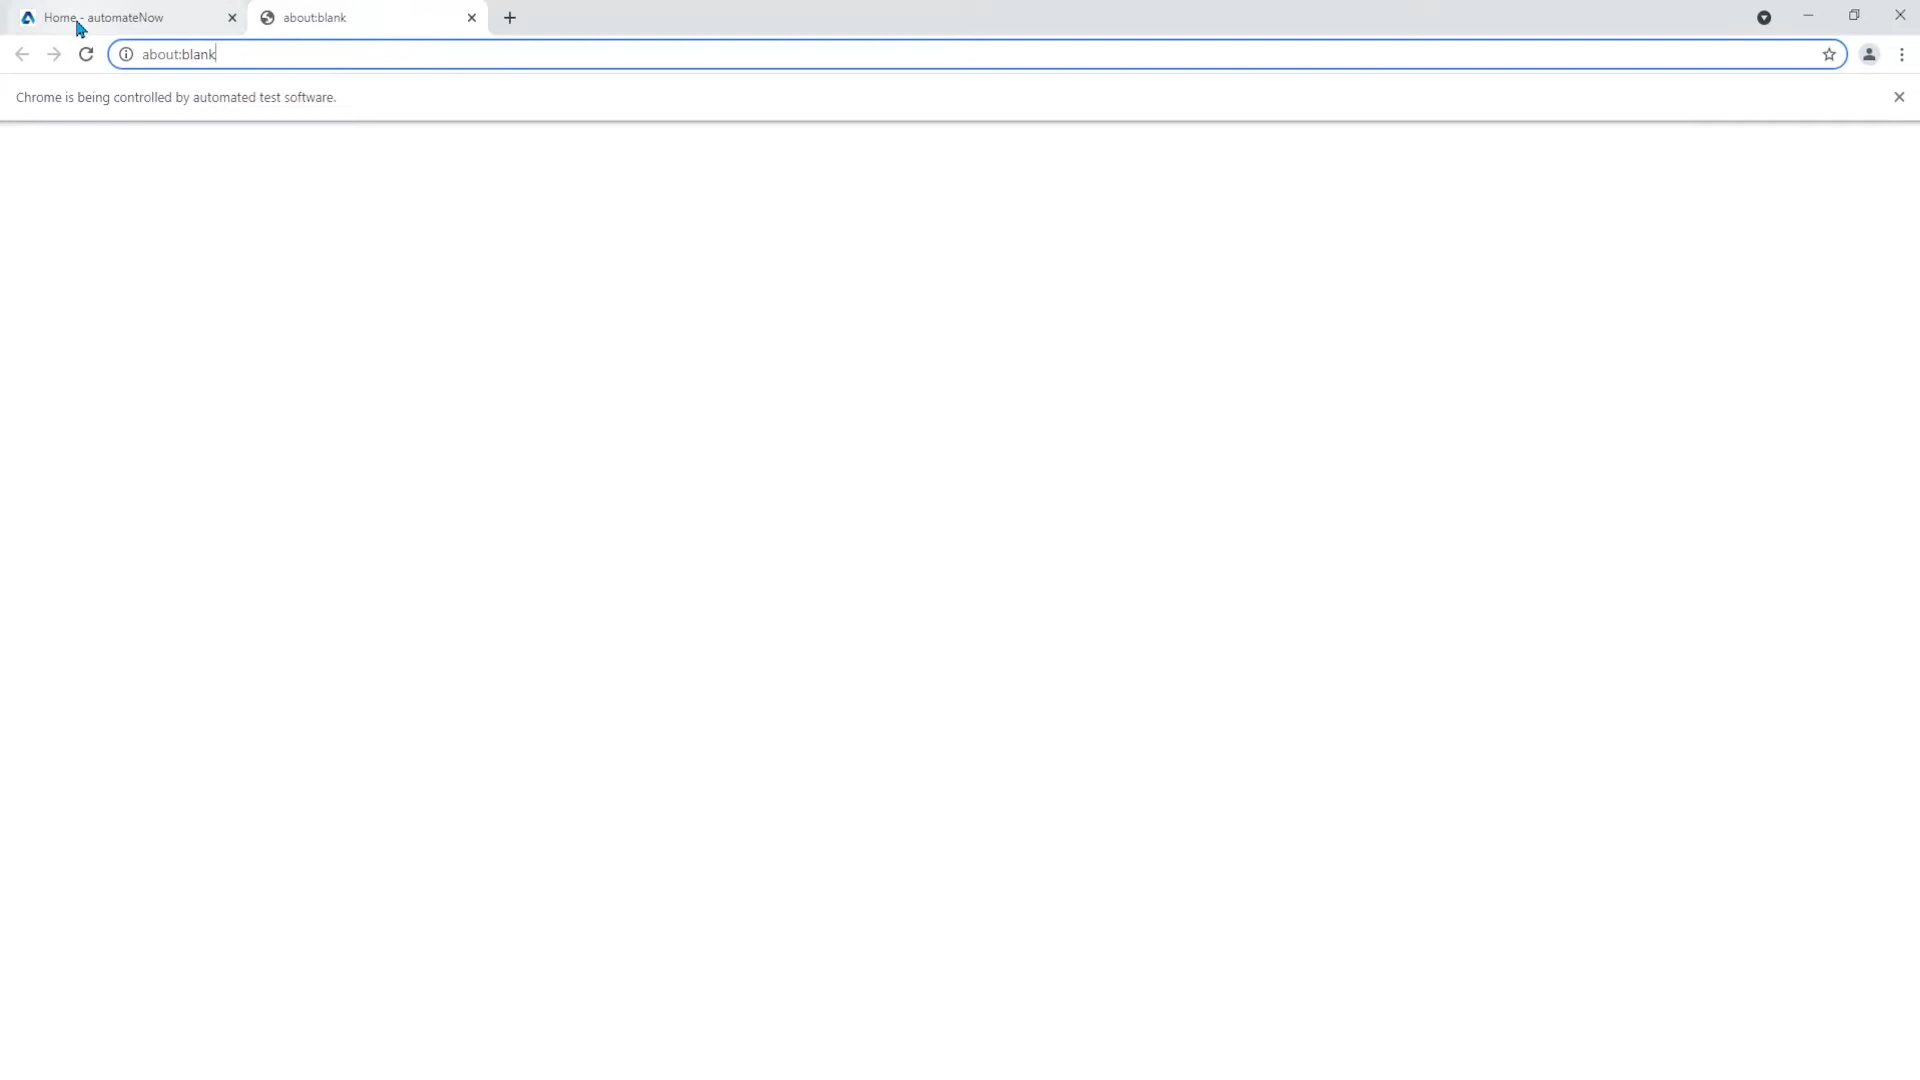 Home - automateNow
about:blank
about:blank
Chrome is being controlled by automated test software.